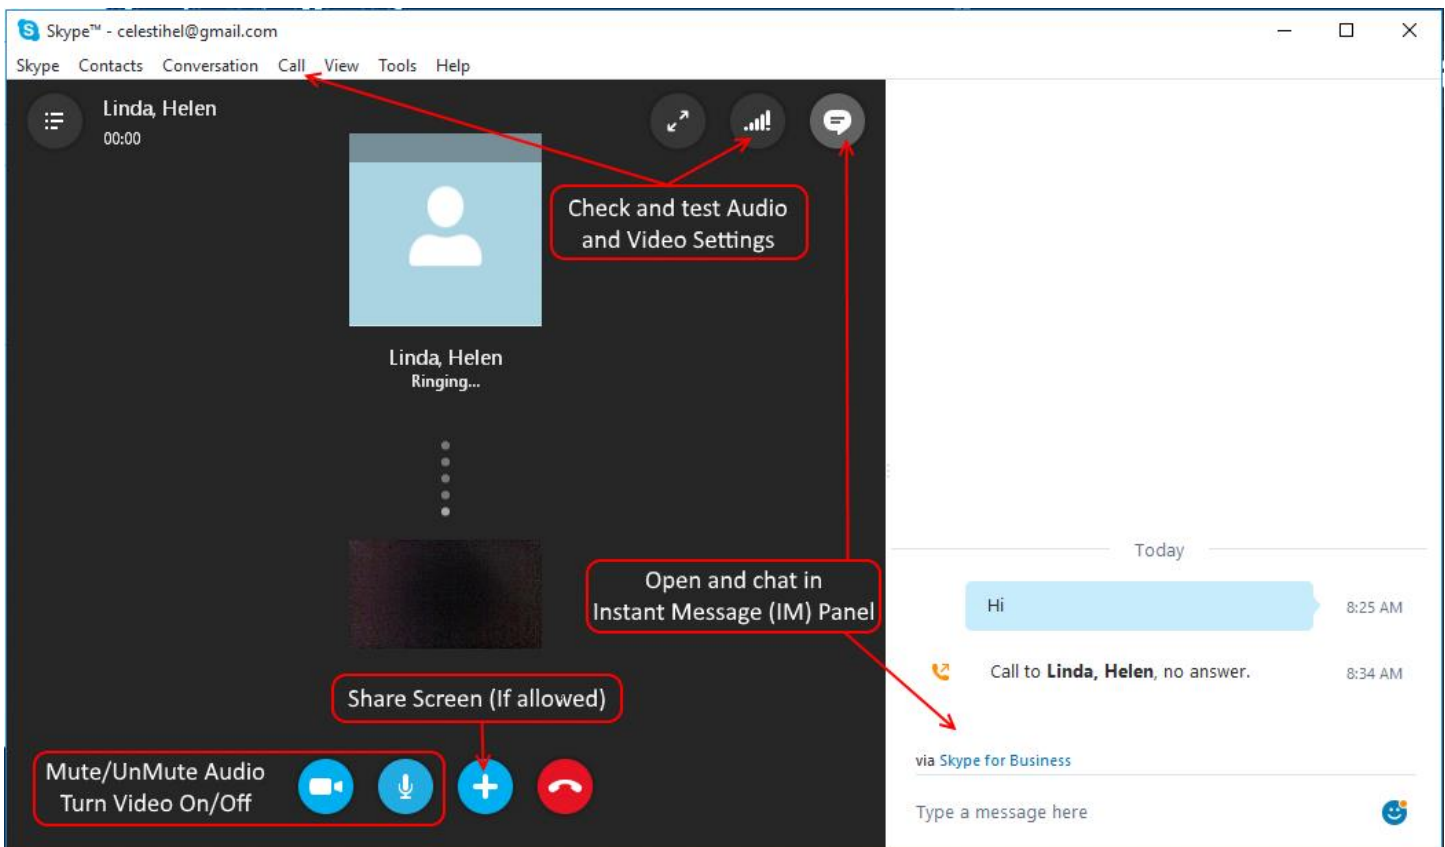 Skype™ - celestihel@gmail.com
Skype Contacts Conversation Call View Tools Help
Linda, Helen
00:00
Check and test Audio
and Video Settings
Linda, Helen
Ringing...
Today
Open and chat in
Instant Message (IM) Panel
Hi
8:25 AM
Call to Linda, Helen, no answer.
8:34 AM
Share Screen (If allowed)
via Skype for Business
Mute/UnMute Audio
Turn Video On/Off
Type a message here